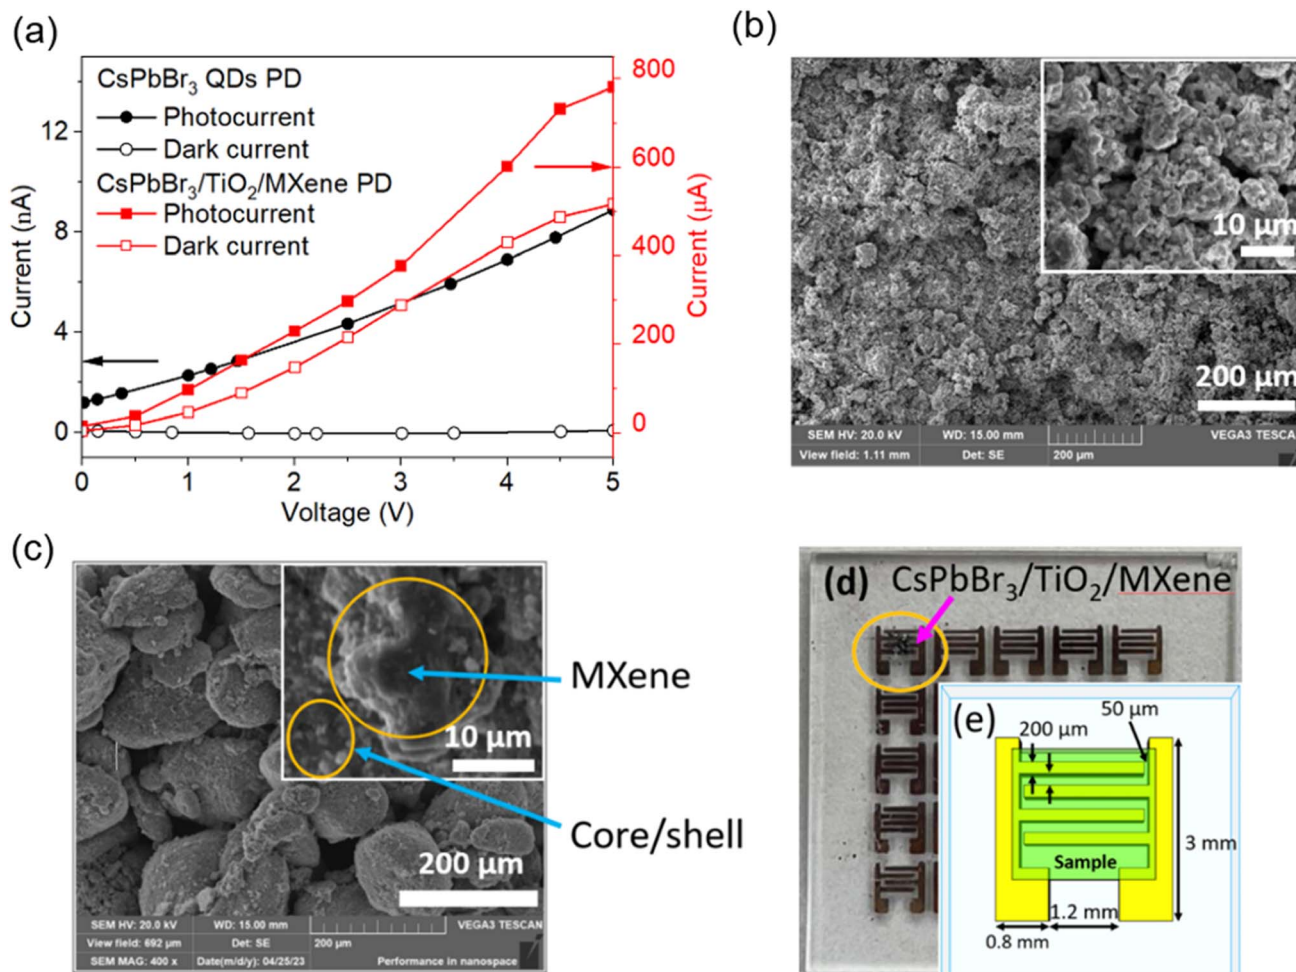 (a)
CsPbBr₃ QDs PD
Photocurrent
Dark current
CsPbBr₃/TiO₂/MXene PD
Photocurrent
Dark current
Current (nA)
12
8
4
0
800
600
400
200
0
Current (µA)
0 1 2 3 4 5
Voltage (V)
(b)
10 µm
200 µm
SEM HV: 20.0 kV WD: 15.00 mm VEGA3 TESCAN
View field: 1.11 mm Det: SE 200 µm
(c)
10 µm
MXene
Core/shell
200 µm
SEM HV: 20.0 kV WD: 15.00 mm VEGA3 TESCAN
View field: 692 µm Det: SE 200 µm
SEM MAG: 400 x Date(m/d/y): 04/25/23 Performance in nanospace
(d) CsPbBr₃/TiO₂/MXene
(e)
50 µm
200 µm
3 mm
Sample
1.2 mm
0.8 mm